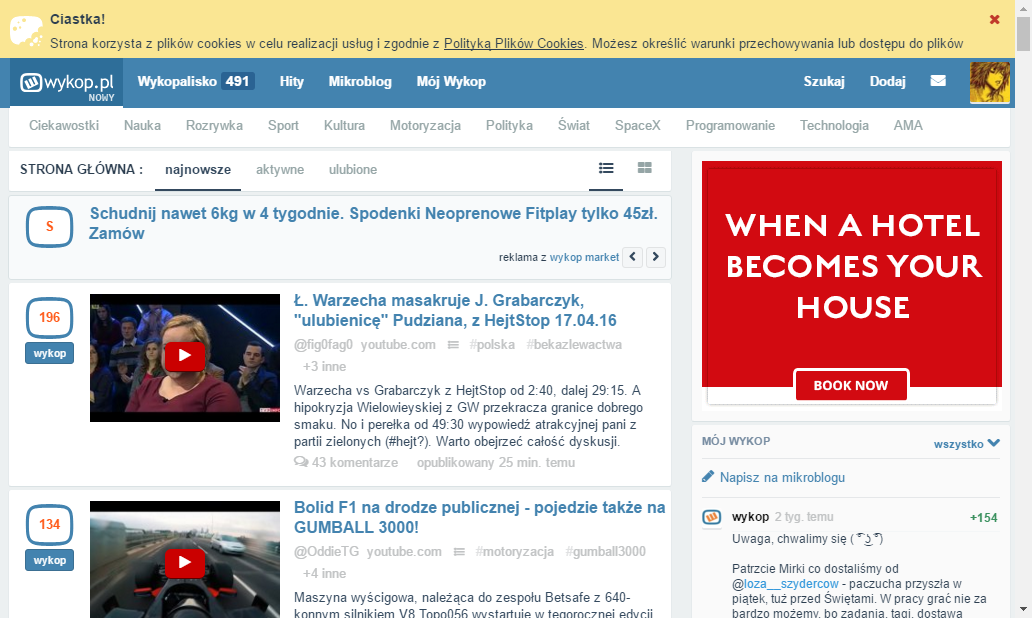 Ciastka!
Strona korzysta z plików cookies w celu realizacji usług i zgodnie z Polityką Plików Cookies. Możesz określić warunki przechowywania lub dostępu do plików
wykop.pl
NOWY
Wykopalisko 491 Hity Mikroblog Mój Wykop Szukaj Dodaj
Ciekawostki Nauka Rozrywka Sport Kultura Motoryzacja Polityka Świat SpaceX Programowanie Technologia AMA
STRONA GŁÓWNA : najnowsze aktywne ulubione
S
Schudnij nawet 6kg w 4 tygodnie. Spodenki Neoprenowe Fitplay tylko 45zł.
Zamów
reklama z wykop market
196
wykop
Ł. Warzecha masakruje J. Grabarczyk,
"ulubienicę" Pudziana, z HejtStop 17.04.16
@fig0fag0 youtube.com #polska #bekazlewactwa
+3 inne
Warzecha vs Grabarczyk z HejtStop od 2:40, dalej 29:15. A
hipokryzja Wielowieyskiej z GW przekracza granice dobrego
smaku. No i perełka od 49:30 wypowiedź atrakcyjnej pani z
partii zielonych (#hejt?). Warto obejrzeć całość dyskusji.
43 komentarze opublikowany 25 min. temu
134
wykop
Bolid F1 na drodze publicznej - pojedzie także na
GUMBALL 3000!
@OddieTG youtube.com #motoryzacja #gumball3000
+4 inne
Maszyna wyścigowa, należąca do zespołu Betsafe z 640-
konnym silnikiem V8 Topo056 wystartuje w tegorocznej edycji
WHEN A HOTEL
BECOMES YOUR
HOUSE
BOOK NOW
MÓJ WYKOP wszystko
Napisz na mikroblogu
wykop 2 tyg. temu +154
Uwaga, chwalimy się ( ͡° ͜ʖ ͡°)
Patrzcie Mirki co dostaliśmy od
@loza__szydercow - paczucha przyszła w
piątek, tuż przed Świętami. W pracy grać nie za
bardzo możemy, bo zadania, tagi, dostawa